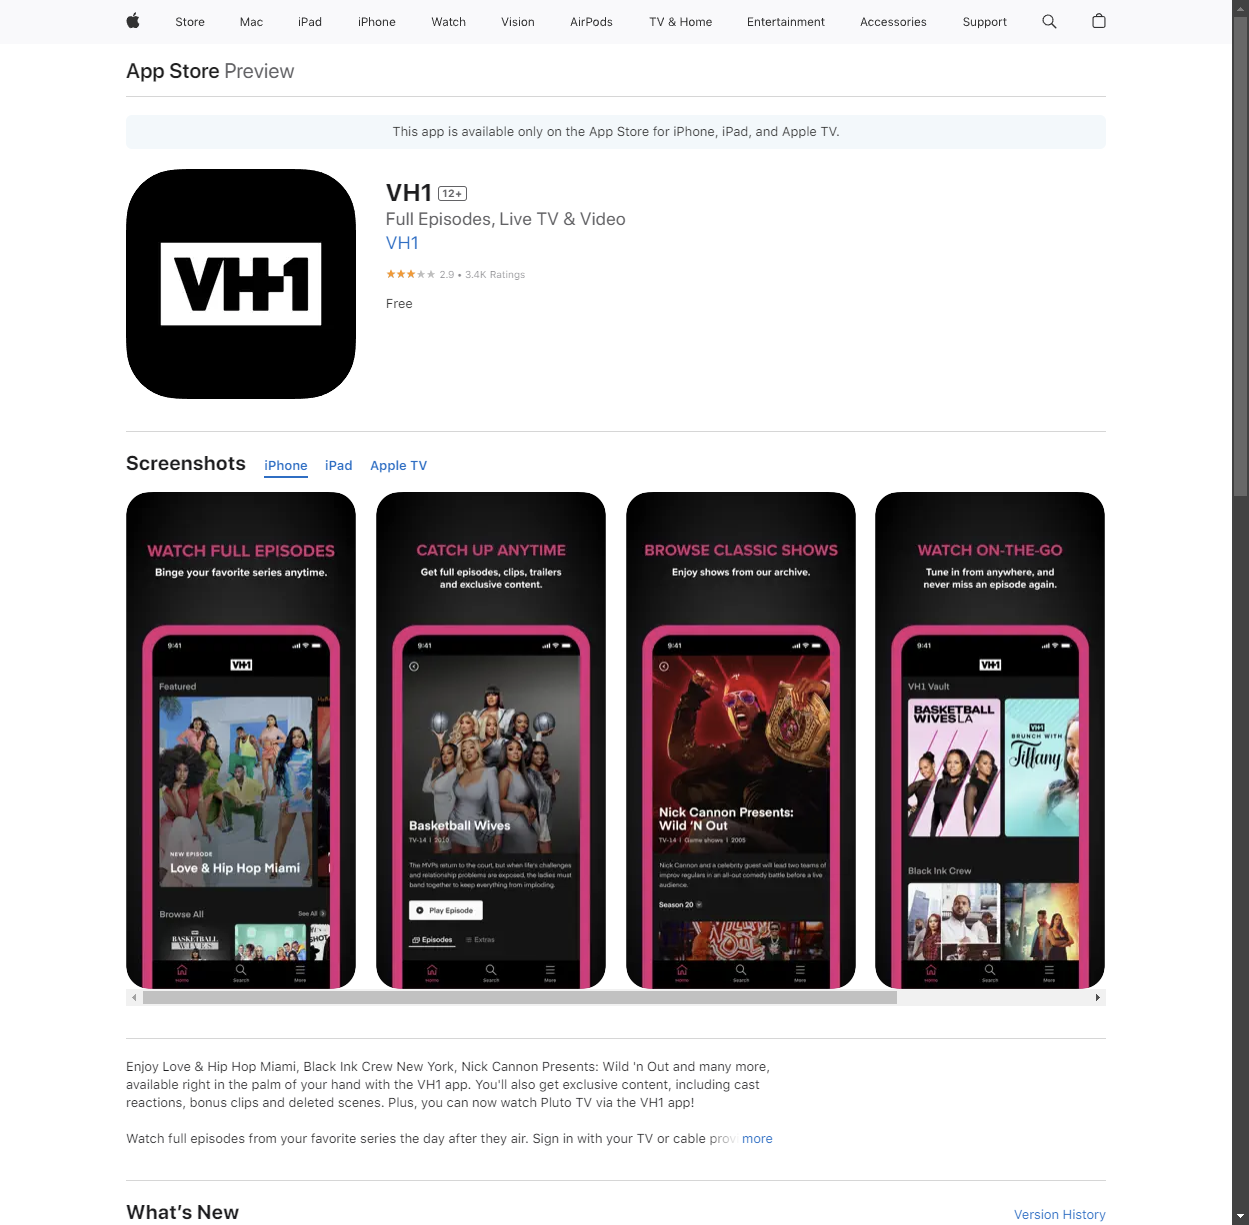 Store Mac iPad iPhone Watch Vision AirPods TV & Home Entertainment Accessories Support
App Store Preview
This app is available only on the App Store for iPhone, iPad, and Apple TV.
VH1
VH1 12+
Full Episodes, Live TV & Video
VH1
2.9 • 3.4K Ratings
Free
Screenshots iPhone iPad Apple TV
WATCH FULL EPISODES
Binge your favorite series anytime.
9:41
VH1
Featured
NEW EPISODE
Love & Hip Hop Miami
Browse All See All
BASKETBALL
WIVES
Home Search More
CATCH UP ANYTIME
Get full episodes, clips, trailers
and exclusive content.
9:41
Basketball Wives
TV-14 | 2010
The MVPs return to the court, but when life's challenges
and relationship problems are exposed, the ladies must
band together to keep everything from imploding.
Play Episode
Episodes Extras
Home Search More
BROWSE CLASSIC SHOWS
Enjoy shows from our archive.
9:41
Nick Cannon Presents:
Wild 'N Out
TV-14 | Game shows | 2005
Nick Cannon and a celebrity guest will lead two teams of
improv regulars in an all-out comedy battle before a live
audience.
Season 20
Home Search More
WATCH ON-THE-GO
Tune in from anywhere, and
never miss an episode again.
9:41
VH1
VH1 Vault
BASKETBALL
WIVES LA
VH1
BRUNCH WITH
Tiffany
Black Ink Crew
Home Search More
Enjoy Love & Hip Hop Miami, Black Ink Crew New York, Nick Cannon Presents: Wild 'n Out and many more,
available right in the palm of your hand with the VH1 app. You'll also get exclusive content, including cast
reactions, bonus clips and deleted scenes. Plus, you can now watch Pluto TV via the VH1 app!
Watch full episodes from your favorite series the day after they air. Sign in with your TV or cable prov more
What's New Version History